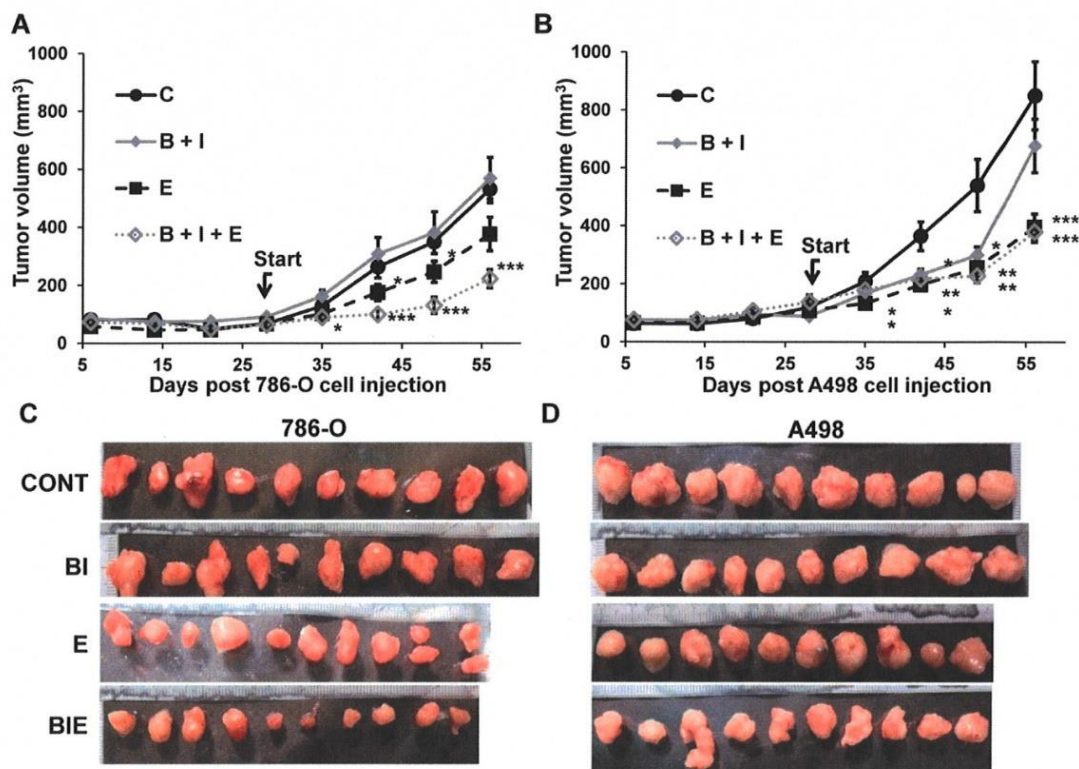 A
Tumor volume (mm³)
1000
800
600
400
200
0
5
15
25
35
45
55
C
B + I
E
B + I + E
Start
*
*
***
*
***
*
***
Days post 786-O cell injection
B
Tumor volume (mm³)
1000
800
600
400
200
0
5
15
25
35
45
55
C
B + I
E
B + I + E
Start
*
*
*
**
*
*
**
**
***
***
Days post A498 cell injection
C
786-O
CONT
BI
E
BIE
D
A498